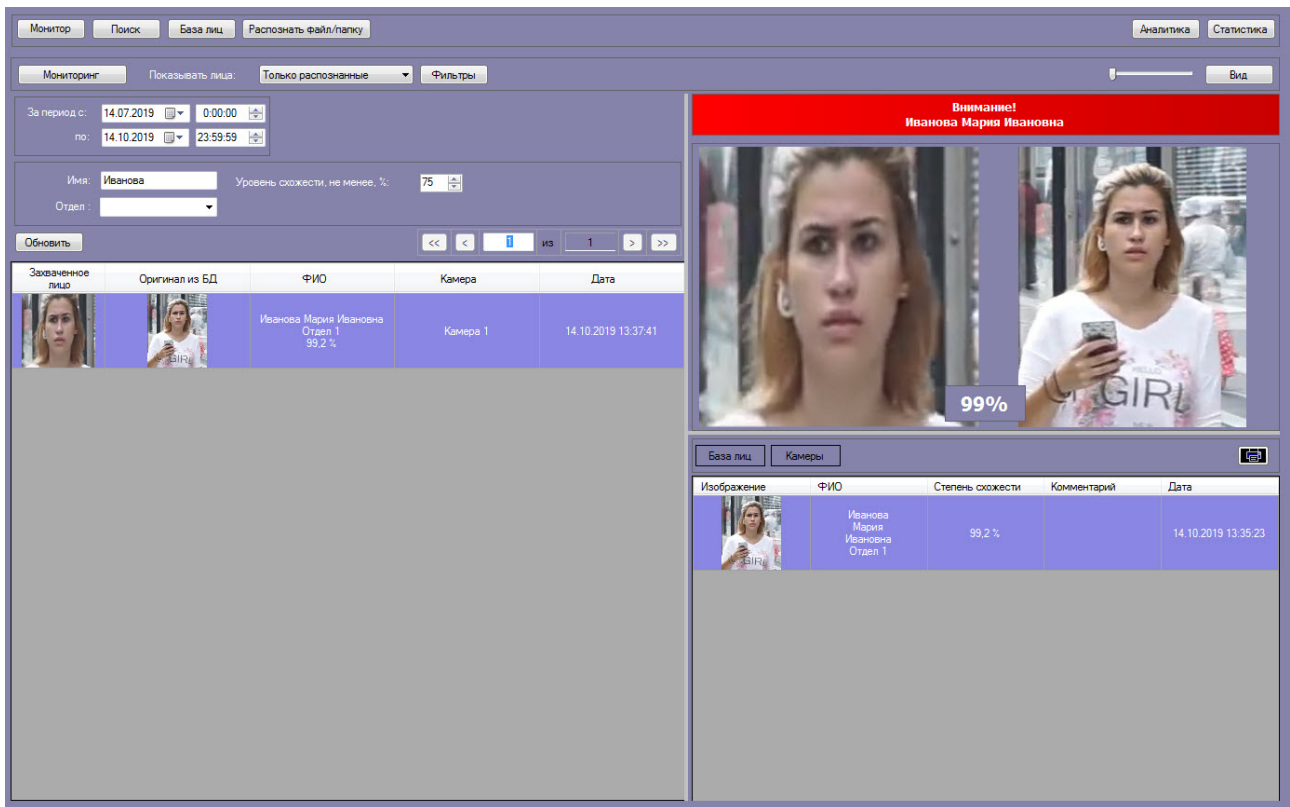 Монитор Поиск База лиц Распознать файл/папку Аналитика Статистика
Мониторинг Показывать лица: Только распознанные Фильтры Вид
За период с: 14.07.2019 0:00:00
по: 14.10.2019 23:59:59
Имя: Иванова Уровень схожести, не менее, %: 75
Отдел :
Обновить << < 1 из 1 > >>
Захваченное
лицо
Оригинал из БД ФИО Камера Дата
Иванова Мария Ивановна
Отдел 1
99,2 %
Камера 1 14.10.2019 13:37:41
GIRL
Внимание!
Иванова Мария Ивановна
99%
HELLO
GIRL
База лиц Камеры
Изображение ФИО Степень схожести Комментарий Дата
Иванова
Мария
Ивановна
Отдел 1
99,2 % 14.10.2019 13:35:23
GIRL